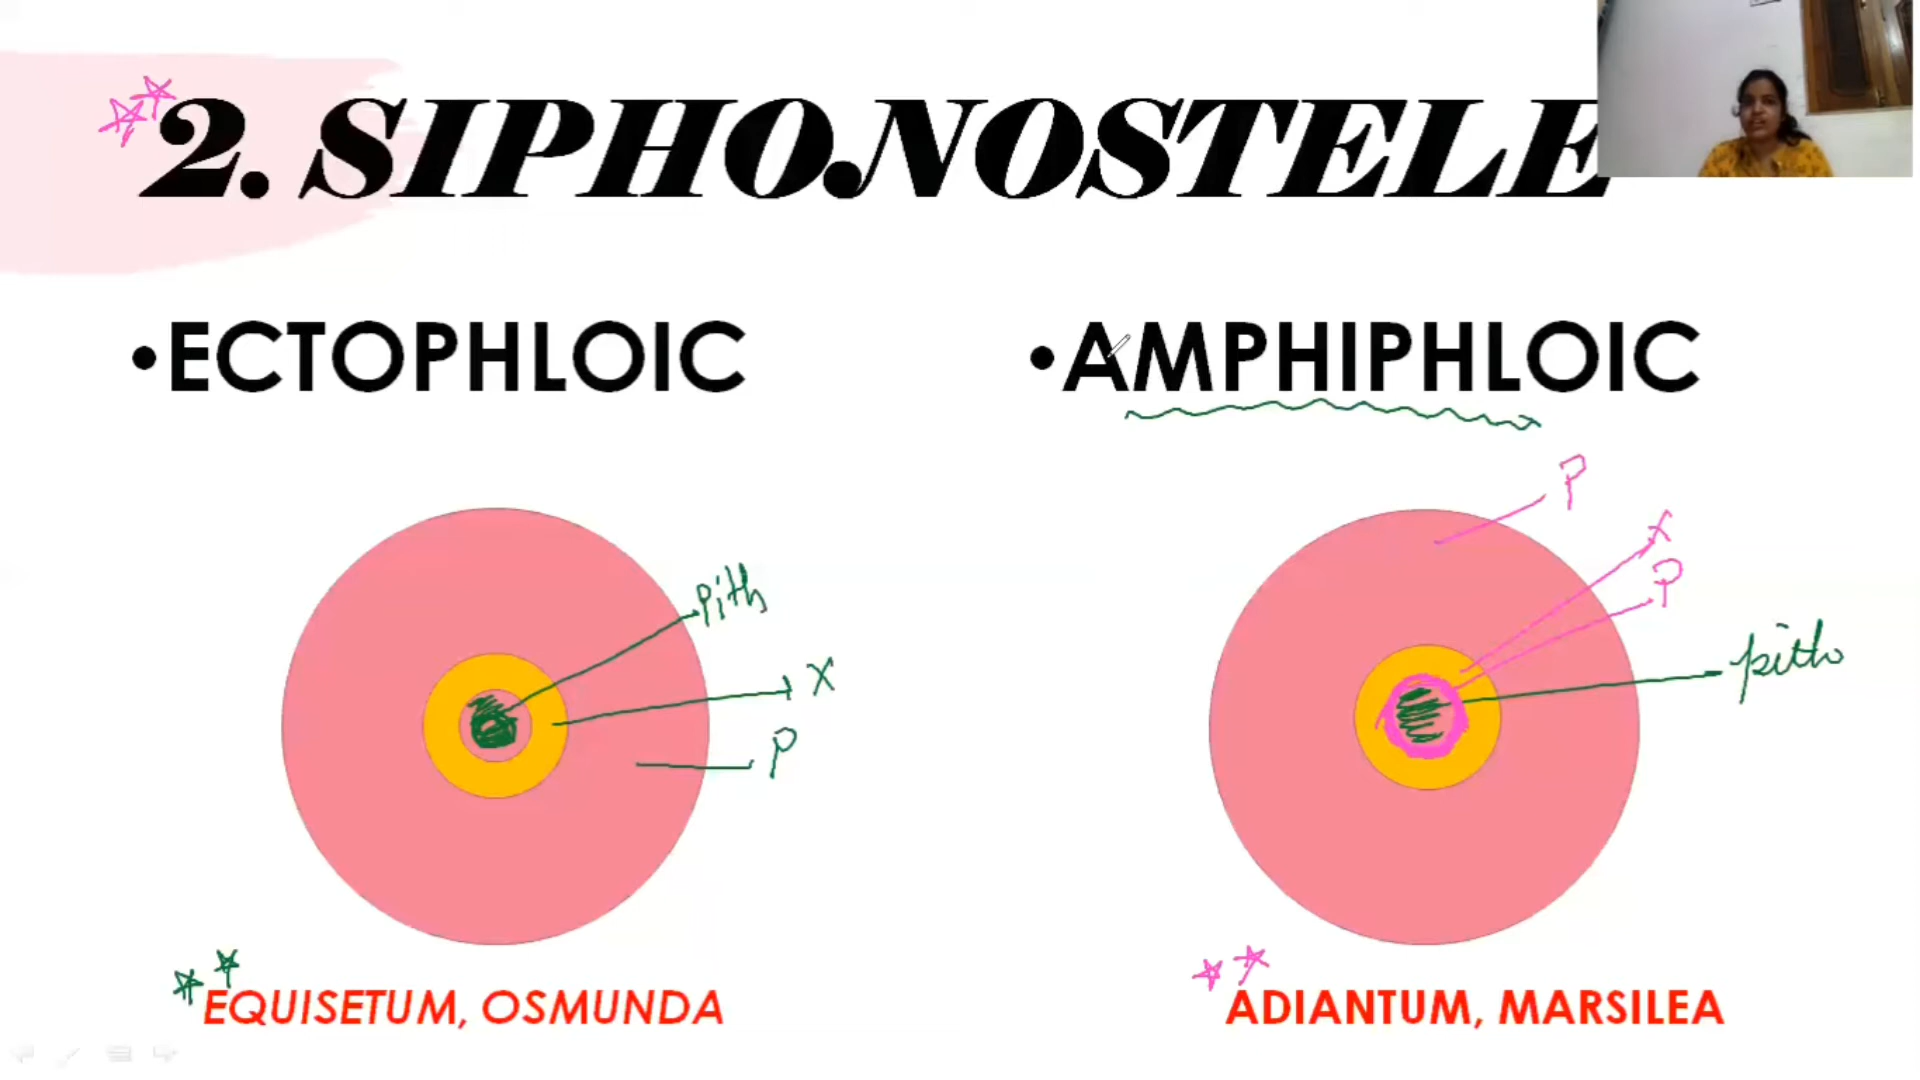 2. SIPHONOSTELE
•ECTOPHLOIC
•AMPHIPHLOIC
P
X
P
pith
pith
X
P
EQUISETUM, OSMUNDA
ADIANTUM, MARSILEA